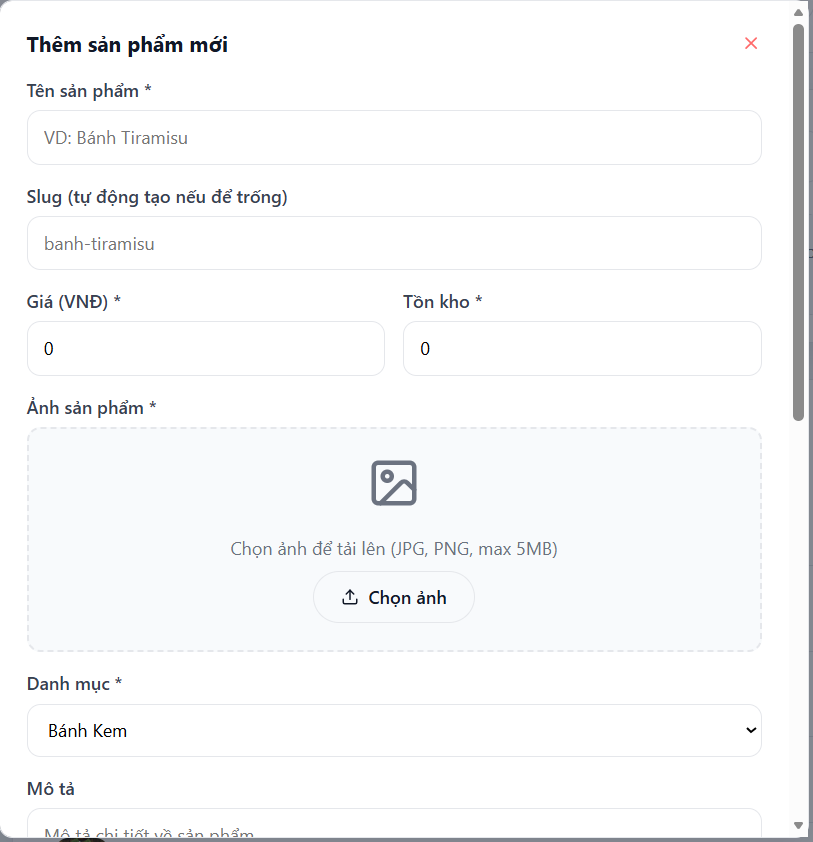 Thêm sản phẩm mới
Tên sản phẩm *
VD: Bánh Tiramisu
Slug (tự động tạo nếu để trống)
banh-tiramisu
Giá (VNĐ) * Tồn kho *
0 0
Ảnh sản phẩm *
Chọn ảnh để tải lên (JPG, PNG, max 5MB)
Chọn ảnh
Danh mục *
Bánh Kem
Mô tả
Mô tả chi tiết về sản phẩm